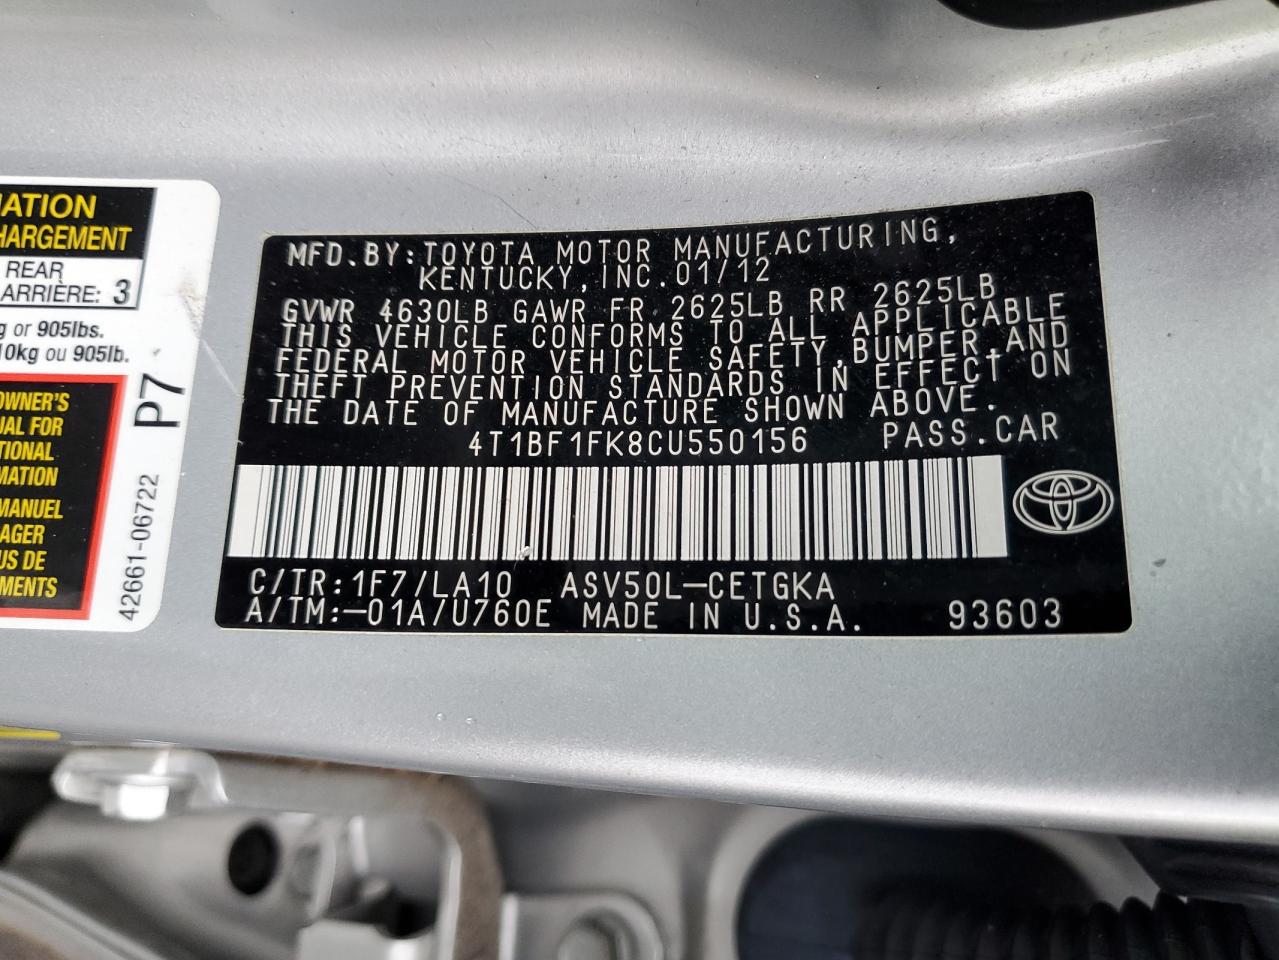 IATION
HARGEMENT
REAR
ARRIÈRE: 3
g or 905lbs.
10kg ou 905lb.
OWNER'S
UAL FOR
TIONAL
MATION
MANUEL
AGER
US DE
MENTS
42661-06722 P7
MFD.BY:TOYOTA MOTOR MANUFACTURING,
KENTUCKY,INC.01/12
GVWR 4630LB GAWR FR 2625LB RR 2625LB
THIS VEHICLE CONFORMS TO ALL APPLICABLE
FEDERAL MOTOR VEHICLE SAFETY,BUMPER,AND
THEFT PREVENTION STANDARDS IN EFFECT ON
THE DATE OF MANUFACTURE SHOWN ABOVE.
4T1BF1FK8CU550156 PASS.CAR
C/TR:1F7/LA10 ASV50L-CETGKA
A/TM:-01A/U760E MADE IN U.S.A. 93603